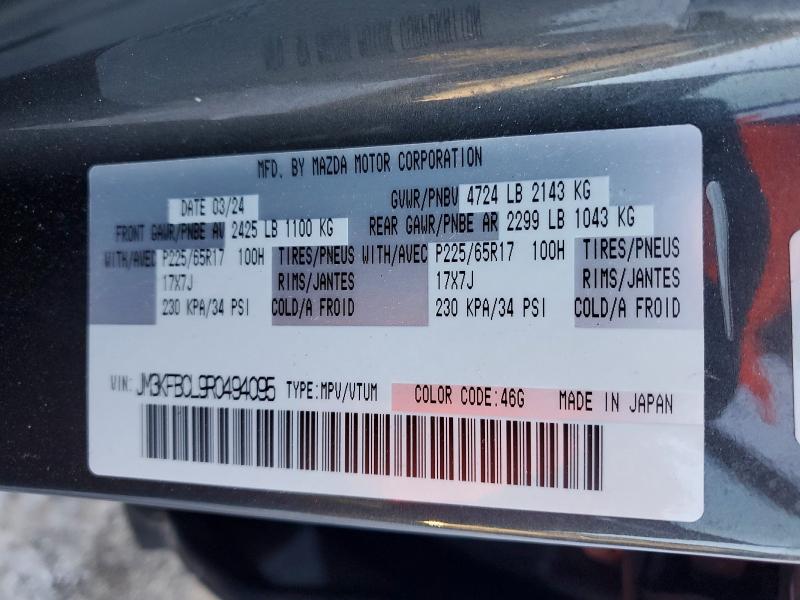 MFD. BY MAZDA MOTOR CORPORATION
DATE 03/24 GVWR/PNBV 4724 LB 2143 KG
FRONT GAWR/PNBE AV 2425 LB 1100 KG REAR GAWR/PNBE AR 2299 LB 1043 KG
WITH/AVEC P225/65R17 100H TIRES/PNEUS WITH/AVEC P225/65R17 100H TIRES/PNEUS
17X7J RIMS/JANTES 17X7J RIMS/JANTES
230 KPA/34 PSI COLD/A FROID 230 KPA/34 PSI COLD/A FROID
VIN: JM3KFBCL9R0494095 TYPE:MPV/VTUM COLOR CODE:46G MADE IN JAPAN